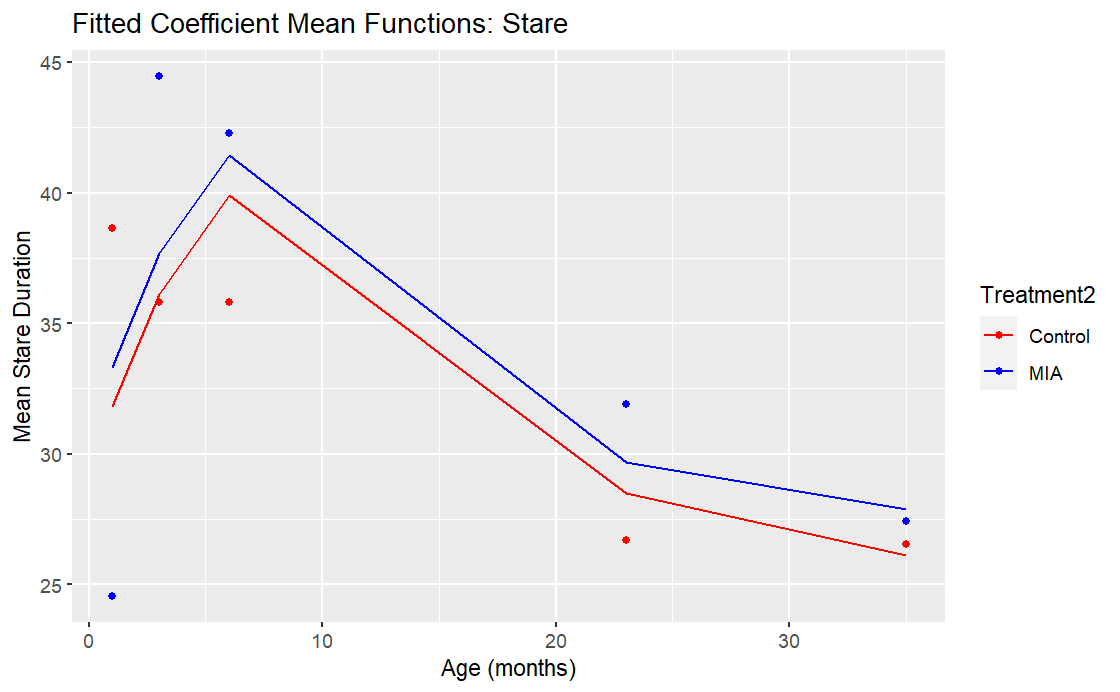 Fitted Coefficient Mean Functions: Stare
45
40
35
30
25
Mean Stare Duration
0 10 20 30
Age (months)
Treatment2
Control
MIA